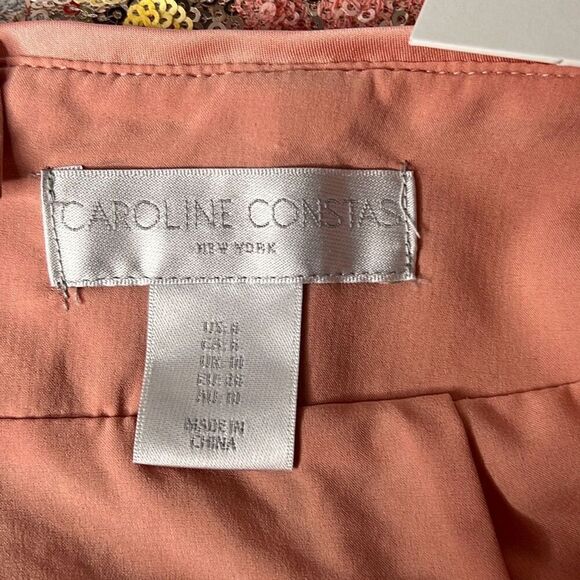 CAROLINE CONSTAS
NEW YORK
US: 6
CA: 6
UK: 10
EU: 38
AU: 10
MADE IN
CHINA